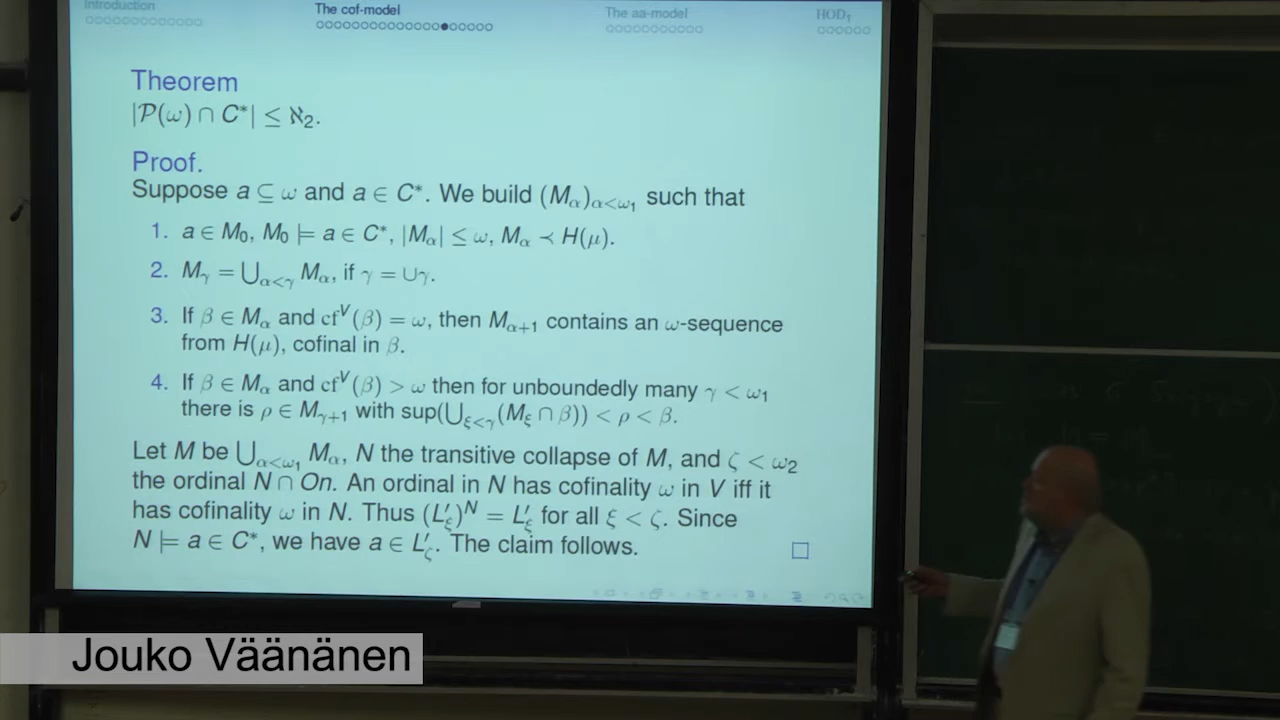 Introduction The cof-model The aa-model HOD₁
Theorem
|𝒫(ω) ∩ C*| ≤ ℵ₂.
Proof.
Suppose a ⊆ ω and a ∈ C*. We build (M_α)_{α<ω₁} such that
1. a ∈ M₀, M₀ ⊨ a ∈ C*, |M_α| ≤ ω, M_α ≺ H(μ).
2. M_γ = ⋃_{α<γ} M_α, if γ = ∪γ.
3. If β ∈ M_α and cf^V(β) = ω, then M_{α+1} contains an ω-sequence
from H(μ), cofinal in β.
4. If β ∈ M_α and cf^V(β) > ω then for unboundedly many γ < ω₁
there is ρ ∈ M_{γ+1} with sup(⋃_{ξ<γ}(M_ξ ∩ β)) < ρ < β.
Let M be ⋃_{α<ω₁} M_α, N the transitive collapse of M, and ζ < ω₂
the ordinal N ∩ On. An ordinal in N has cofinality ω in V iff it
has cofinality ω in N. Thus (L′_ξ)^N = L′_ξ for all ξ < ζ. Since
N ⊨ a ∈ C*, we have a ∈ L′_ζ. The claim follows. □
Jouko Väänänen